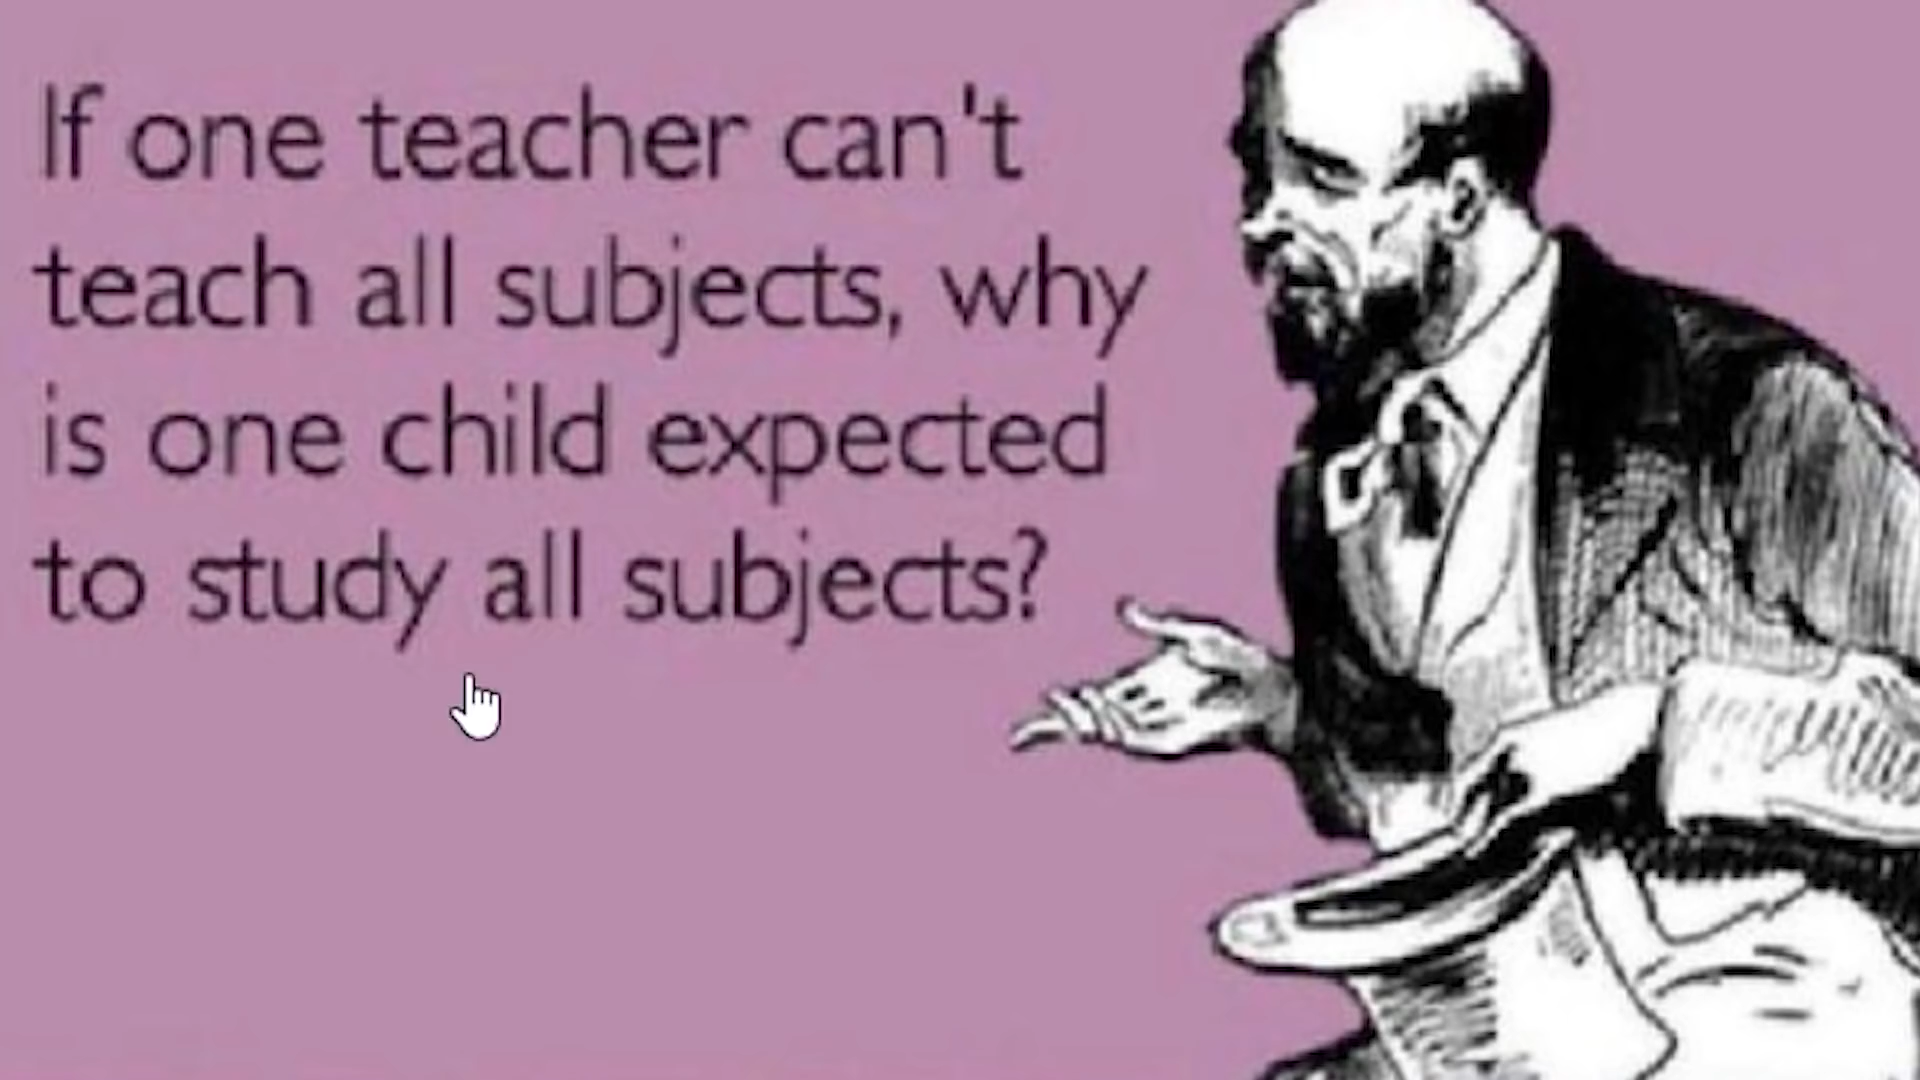 If one teacher can't
teach all subjects, why
is one child expected
to study all subjects?